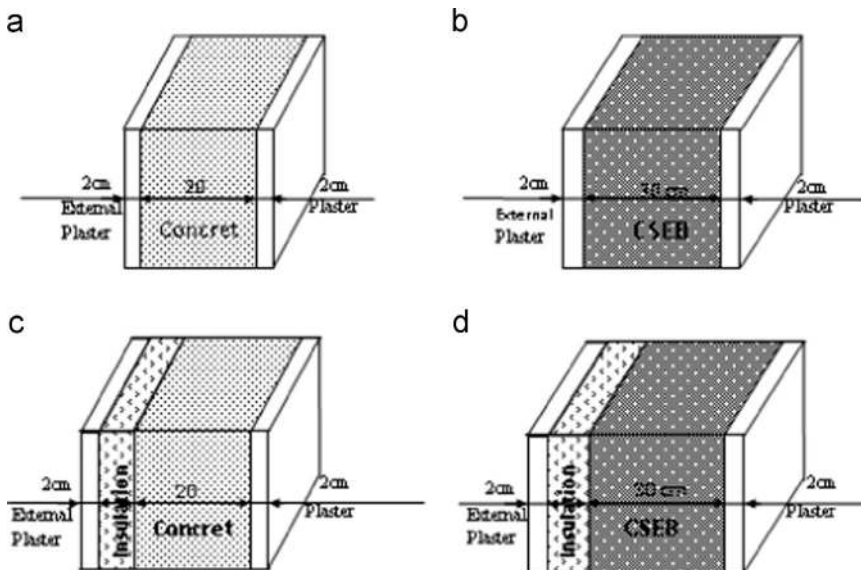 a
2cm
20
2cm
External
Plaster
Plaster
Concret
b
2cm
30 cm
2cm
External
Plaster
Plaster
CSEB
c
2cm
20
2cm
External
Plaster
Insulation
Concret
Plaster
d
2cm
30 cm
2cm
External
Plaster
Insulation
CSEB
Plaster